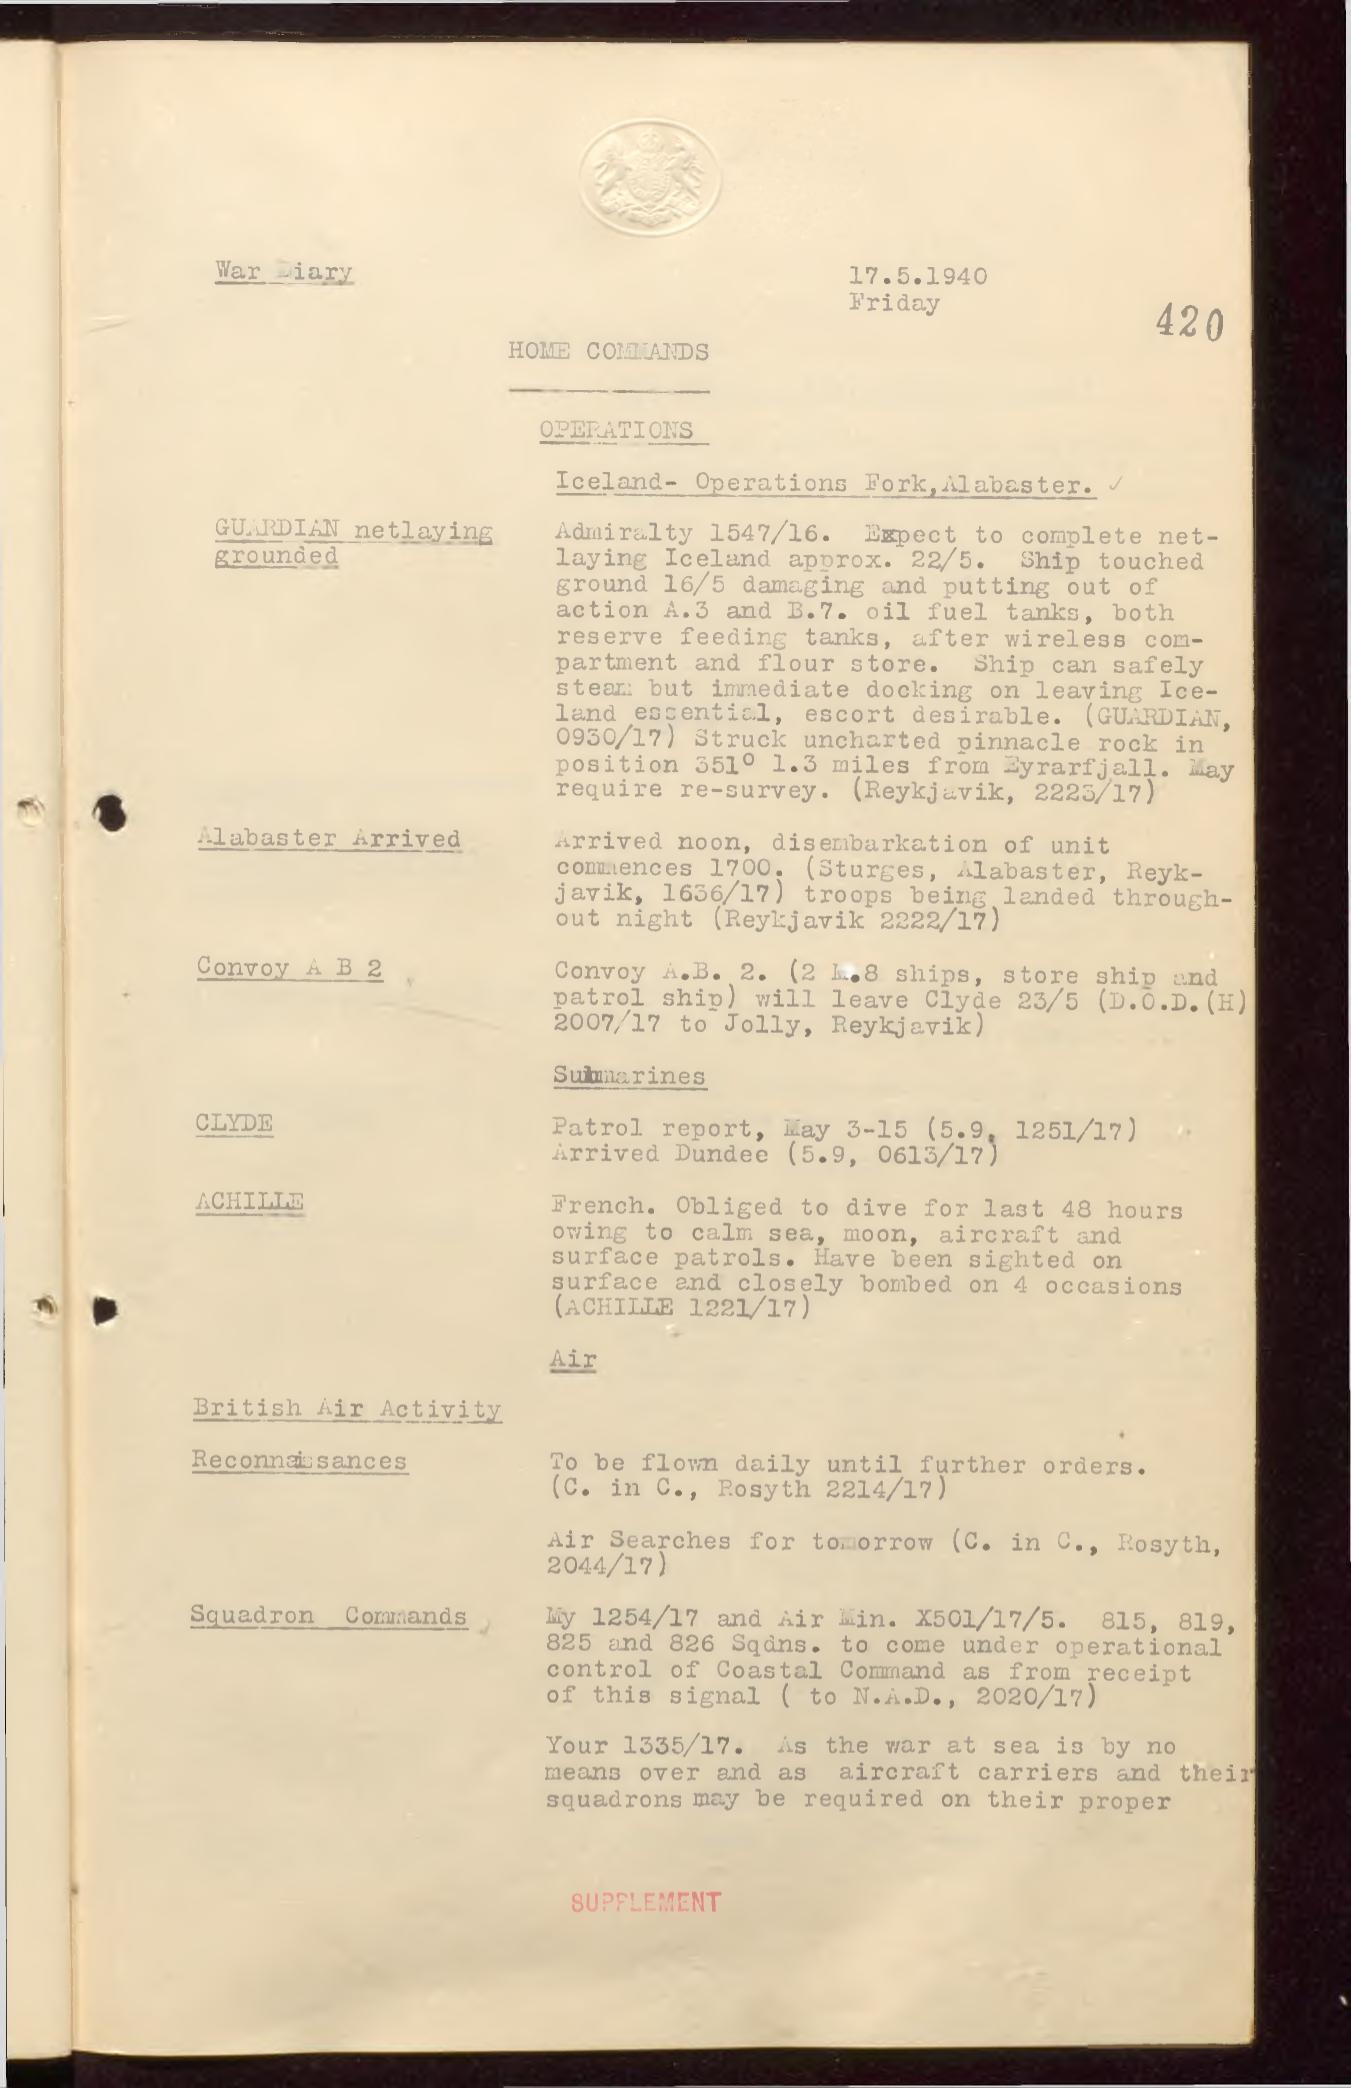 War Diary
17.5.1940
Friday
420
HOME COMMANDS
OPERATIONS
Iceland- Operations Fork,Alabaster. ✓
GUARDIAN netlaying
grounded
Admiralty 1547/16.  Expect to complete net-
laying Iceland approx. 22/5.  Ship touched
ground 16/5 damaging and putting out of
action A.3 and B.7. oil fuel tanks, both
reserve feeding tanks, after wireless com-
partment and flour store.  Ship can safely
steam but immediate docking on leaving Ice-
land essential, escort desirable. (GUARDIAN,
0930/17) Struck uncharted pinnacle rock in
position 351° 1.3 miles from Eyrarfjall. May
require re-survey. (Reykjavik, 2223/17)
Alabaster Arrived
Arrived noon, disembarkation of unit
commences 1700. (Sturges, Alabaster, Reyk-
javik, 1636/17) troops being landed through-
out night (Reykjavik 2222/17)
Convoy A B 2
Convoy A.B. 2. (2 M.8 ships, store ship and
patrol ship) will leave Clyde 23/5 (D.O.D.(H)
2007/17 to Jolly, Reykjavik)
Submarines
CLYDE
Patrol report, May 3-15 (5.9, 1251/17)
Arrived Dundee (5.9, 0613/17)
ACHILLE
French. Obliged to dive for last 48 hours
owing to calm sea, moon, aircraft and
surface patrols. Have been sighted on
surface and closely bombed on 4 occasions
(ACHILLE 1221/17)
Air
British Air Activity
Reconnaissances
To be flown daily until further orders.
(C. in C., Rosyth 2214/17)
Air Searches for tomorrow (C. in C., Rosyth,
2044/17)
Squadron Commands
My 1254/17 and Air Min. X501/17/5.  815, 819,
825 and 826 Sqdns. to come under operational
control of Coastal Command as from receipt
of this signal ( to N.A.D., 2020/17)
Your 1335/17.  As the war at sea is by no
means over and as aircraft carriers and their
squadrons may be required on their proper
SUPPLEMENT